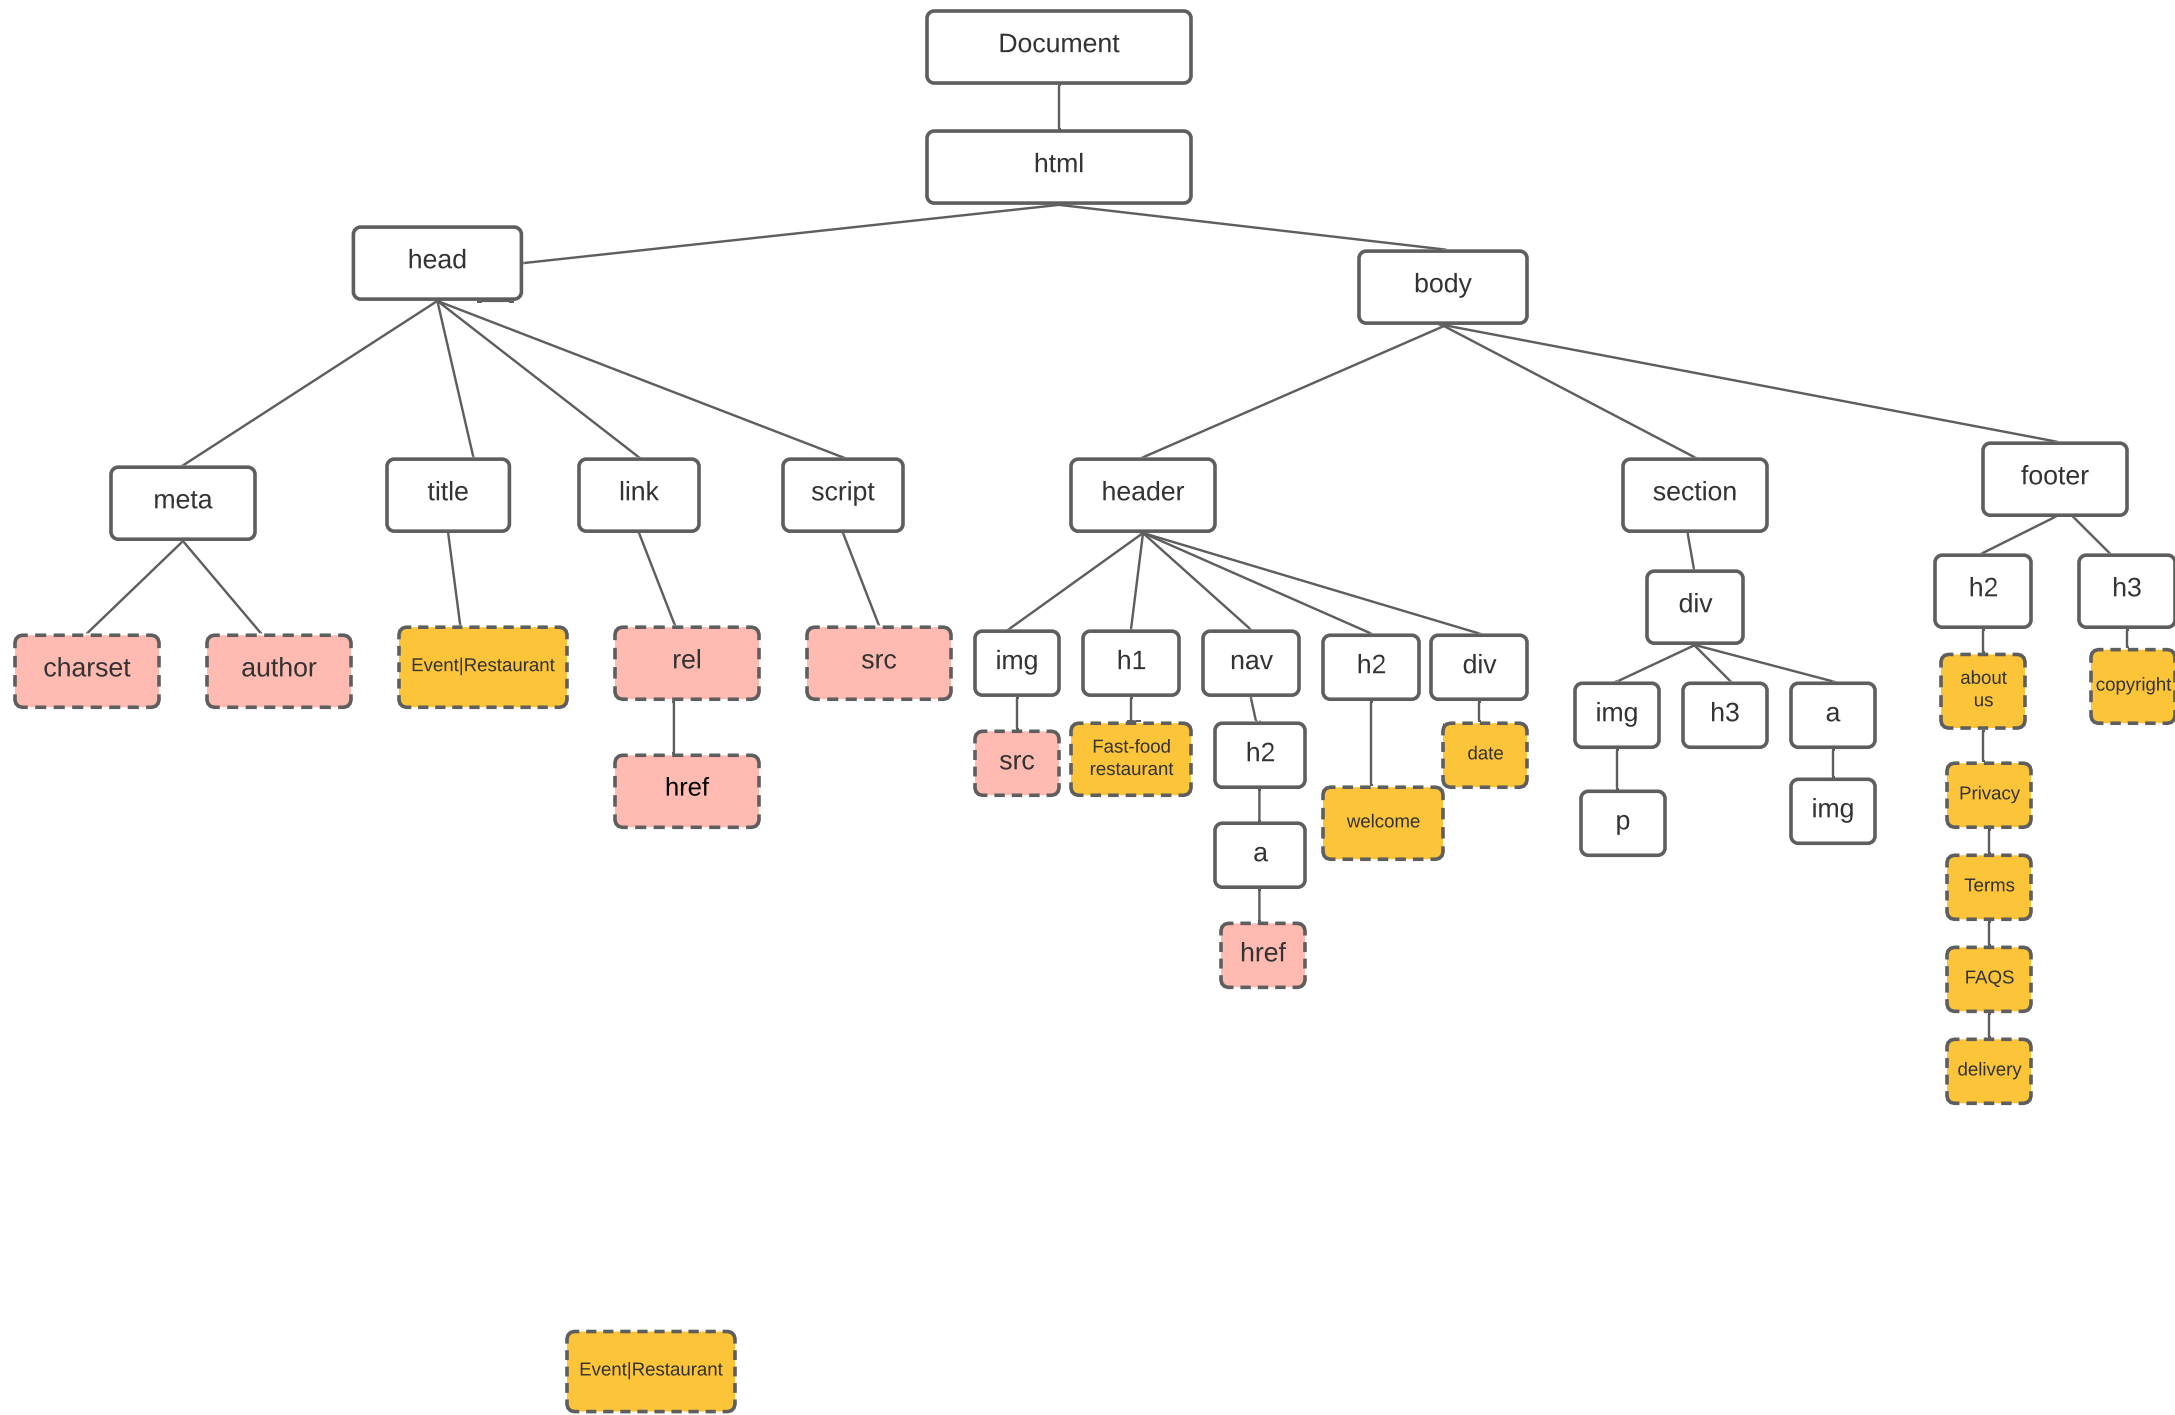 Document
html
head
body
meta
title
link
script
header
section
footer
charset
author
Event|Restaurant
rel
src
href
img
h1
nav
h2
div
src
Fast-food
restaurant
h2
date
a
welcome
href
div
img
h3
a
p
img
h2
h3
about
us
copyright
Privacy
Terms
FAQS
delivery
Event|Restaurant